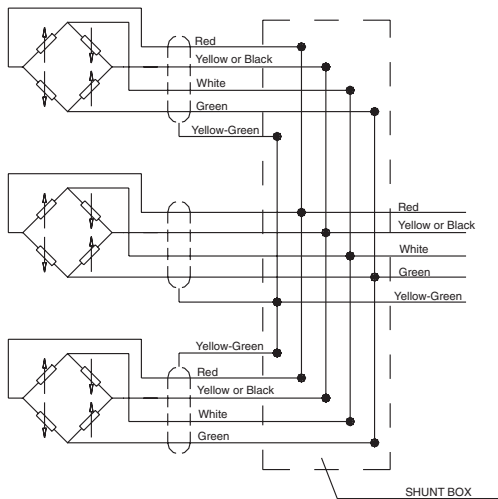 Red
Yellow or Black
White
Green
Yellow-Green
Red
Yellow or Black
White
Green
Yellow-Green
Yellow-Green
Red
Yellow or Black
White
Green
SHUNT BOX